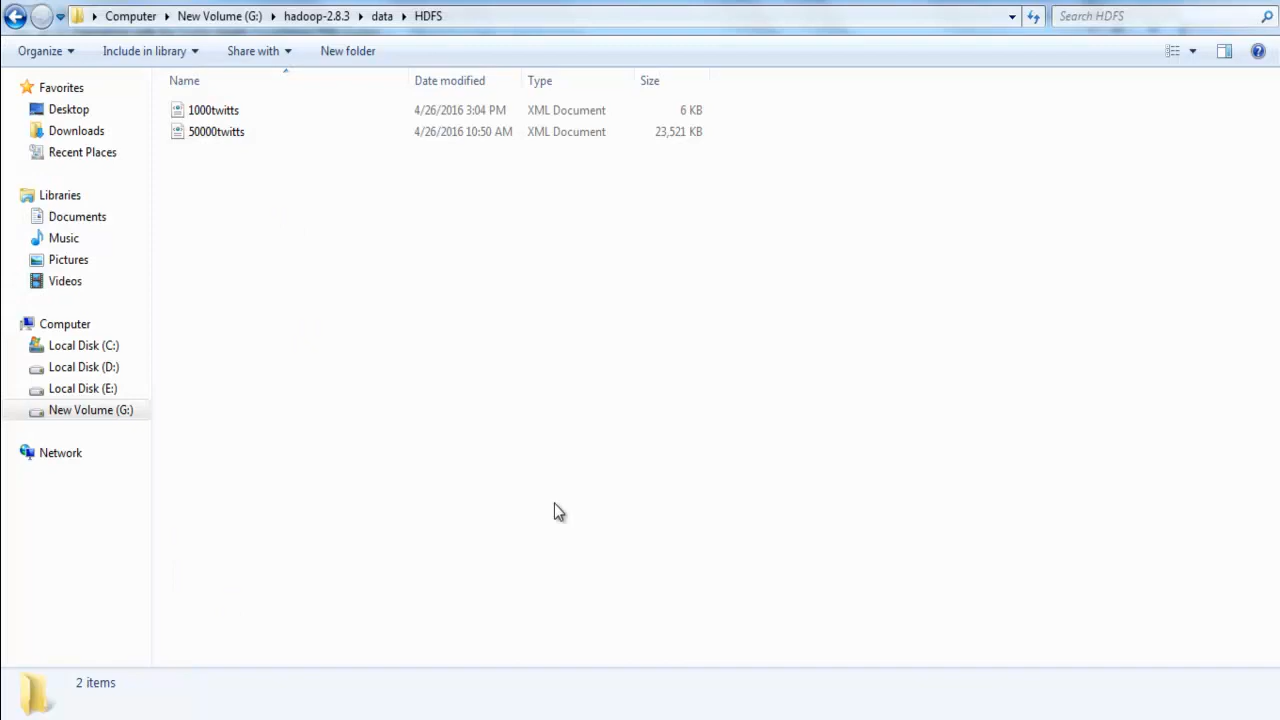 Computer New Volume (G:) hadoop-2.8.3 data HDFS Search HDFS
Organize Include in library Share with New folder
Name Date modified Type Size
Favorites
Desktop
Downloads
Recent Places
Libraries
Documents
Music
Pictures
Videos
Computer
Local Disk (C:)
Local Disk (D:)
Local Disk (E:)
New Volume (G:)
Network
1000twitts 4/26/2016 3:04 PM XML Document 6 KB
50000twitts 4/26/2016 10:50 AM XML Document 23,521 KB
2 items